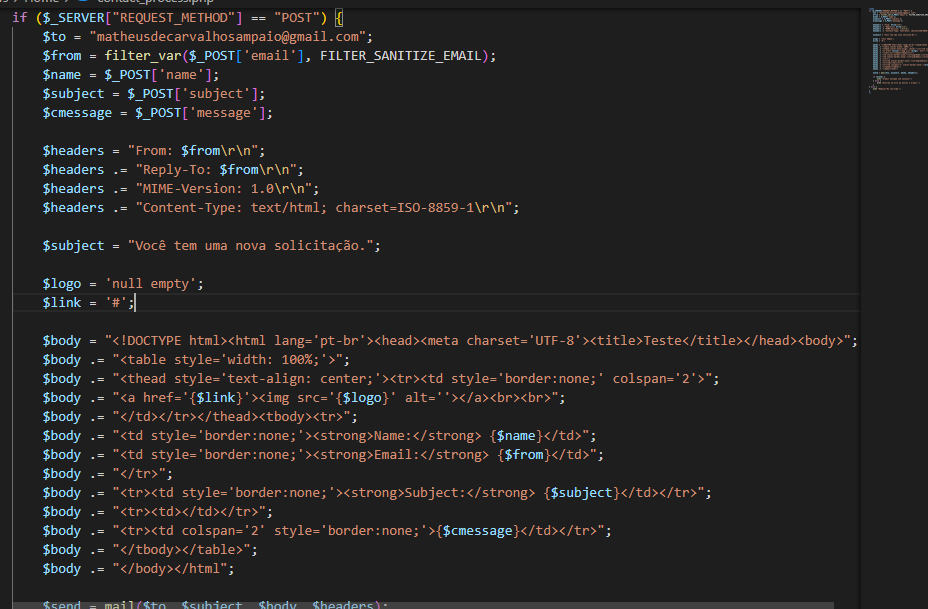 contact_process.php
if ($_SERVER["REQUEST_METHOD"] == "POST") {
$to = "matheusdecarvalhosampaio@gmail.com";
$from = filter_var($_POST['email'], FILTER_SANITIZE_EMAIL);
$name = $_POST['name'];
$subject = $_POST['subject'];
$cmessage = $_POST['message'];
$headers = "From: $from\r\n";
$headers .= "Reply-To: $from\r\n";
$headers .= "MIME-Version: 1.0\r\n";
$headers .= "Content-Type: text/html; charset=ISO-8859-1\r\n";
$subject = "Você tem uma nova solicitação.";
$logo = 'null empty';
$link = '#';
$body = "<!DOCTYPE html><html lang='pt-br'><head><meta charset='UTF-8'><title>Teste</title></head><body>";
$body .= "<table style='width: 100%;'>";
$body .= "<thead style='text-align: center;'><tr><td style='border:none;' colspan='2'>";
$body .= "<a href='{$link}'><img src='{$logo}' alt=''></a><br><br>";
$body .= "</td></tr></thead><tbody><tr>";
$body .= "<td style='border:none;'><strong>Name:</strong> {$name}</td>";
$body .= "<td style='border:none;'><strong>Email:</strong> {$from}</td>";
$body .= "</tr>";
$body .= "<tr><td style='border:none;'><strong>Subject:</strong> {$subject}</td></tr>";
$body .= "<tr><td></td></tr>";
$body .= "<tr><td colspan='2' style='border:none;'>{$cmessage}</td></tr>";
$body .= "</tbody></table>";
$body .= "</body></html";
$send = mail($to, $subject, $body, $headers);